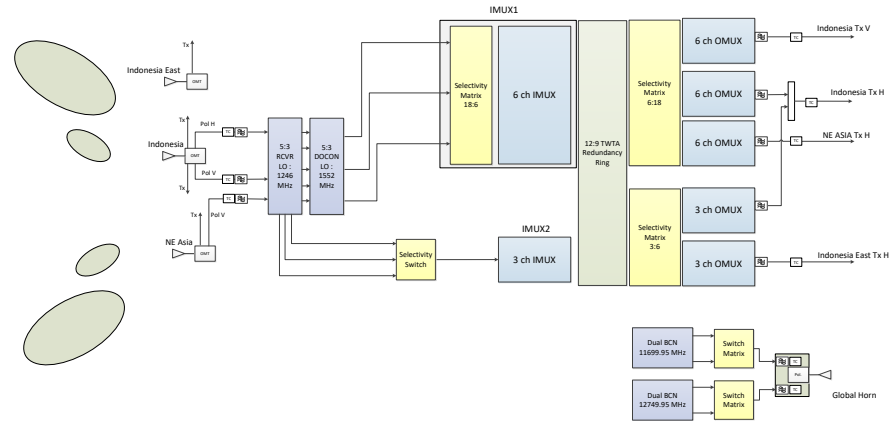 IMUX1
Tx
Indonesia East
OMT
Selectivity
Matrix
18:6
6 ch IMUX
12:9 TWTA
Redundancy
Ring
Selectivity
Matrix
6:18
6 ch OMUX
TC
Indonesia Tx V
6 ch OMUX
TC
Indonesia Tx H
6 ch OMUX
TC
NE ASIA Tx H
Tx
Pol H
TC
Indonesia
OMT
Pol V
TC
Tx
5:3
RCVR
LO :
1246
MHz
5:3
DOCON
LO :
1552
MHz
Tx
Pol V
TC
NE Asia
OMT
Selectivity
Switch
IMUX2
3 ch IMUX
Selectivity
Matrix
3:6
3 ch OMUX
TC
3 ch OMUX
TC
Indonesia East Tx H
Dual BCN
11699.95 MHz
Switch
Matrix
TC
POL
TC
Global Horn
Dual BCN
12749.95 MHz
Switch
Matrix